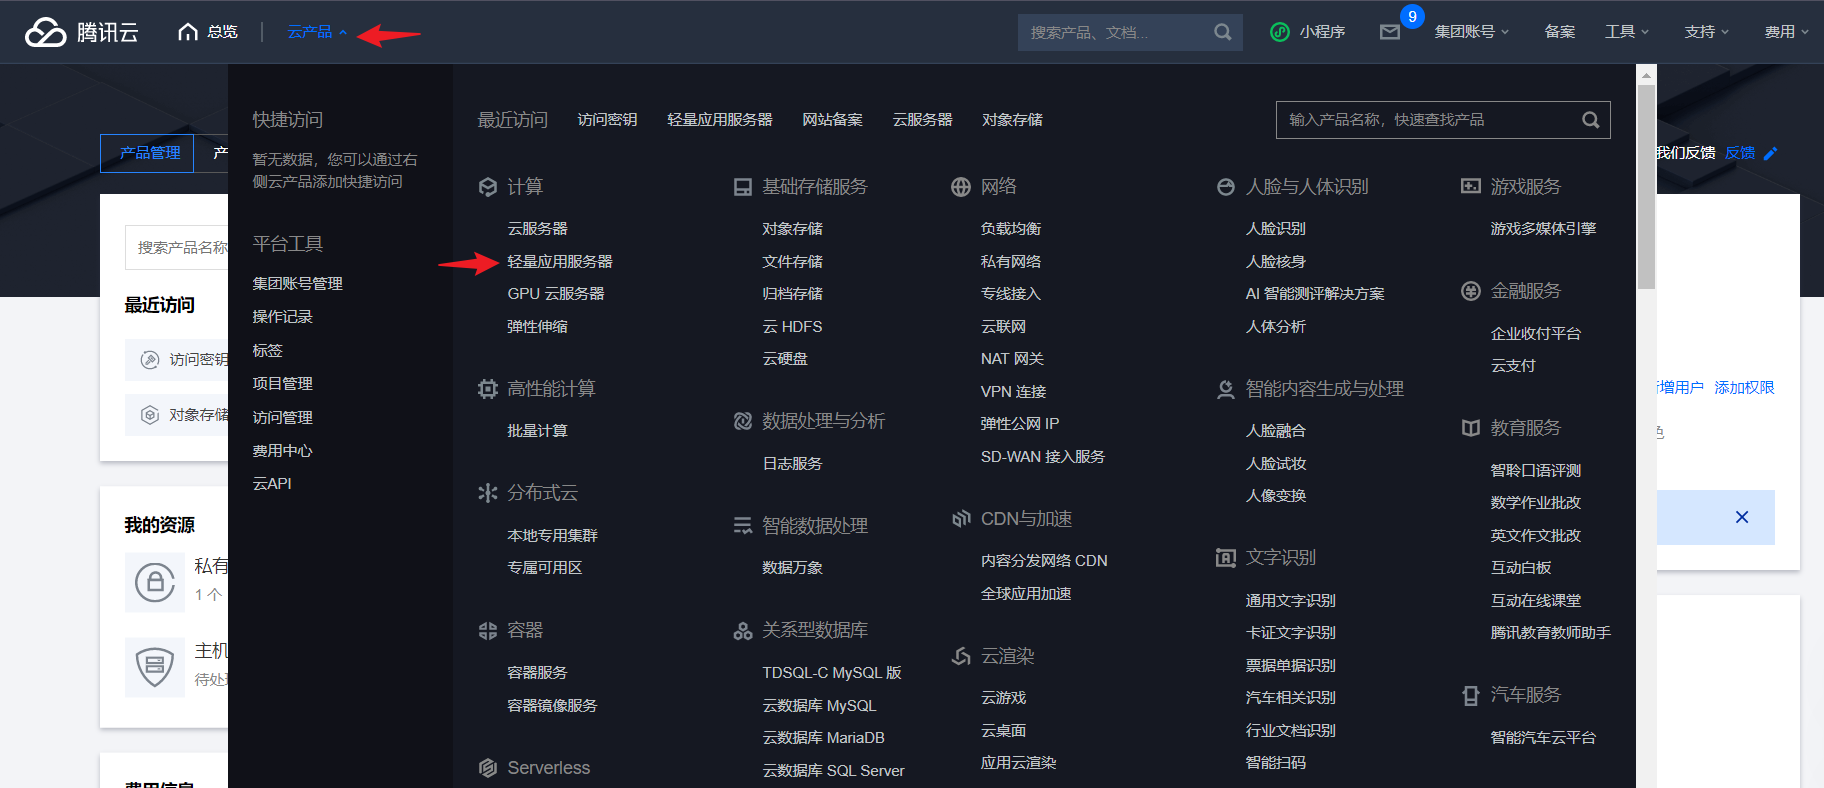 腾讯云
总览
云产品
搜索产品、文档...
小程序
9
集团账号
备案
工具
支持
费用
快捷访问
暂无数据，您可以通过右
侧云产品添加快捷访问
平台工具
集团账号管理
操作记录
标签
项目管理
访问管理
费用中心
云API
最近访问
访问密钥
轻量应用服务器
网站备案
云服务器
对象存储
输入产品名称，快速查找产品
计算
云服务器
轻量应用服务器
GPU 云服务器
弹性伸缩
高性能计算
批量计算
分布式云
本地专用集群
专属可用区
容器
容器服务
容器镜像服务
Serverless
基础存储服务
对象存储
文件存储
归档存储
云 HDFS
云硬盘
数据处理与分析
日志服务
智能数据处理
数据万象
关系型数据库
TDSQL-C MySQL 版
云数据库 MySQL
云数据库 MariaDB
云数据库 SQL Server
网络
负载均衡
私有网络
专线接入
云联网
NAT 网关
VPN 连接
弹性公网 IP
SD-WAN 接入服务
CDN与加速
内容分发网络 CDN
全球应用加速
云渲染
云游戏
云桌面
应用云渲染
人脸与人体识别
人脸识别
人脸核身
AI 智能测评解决方案
人体分析
智能内容生成与处理
人脸融合
人脸试妆
人像变换
文字识别
通用文字识别
卡证文字识别
票据单据识别
汽车相关识别
行业文档识别
智能扫码
游戏服务
游戏多媒体引擎
金融服务
企业收付平台
云支付
教育服务
智聆口语评测
数学作业批改
英文作文批改
互动白板
互动在线课堂
腾讯教育教师助手
汽车服务
智能汽车云平台
产品管理
产
搜索产品名称
最近访问
访问密钥
对象存储
我的资源
私有
1 个
主机
待处理
费用信息
我们反馈
反馈
增用户
添加权限
色